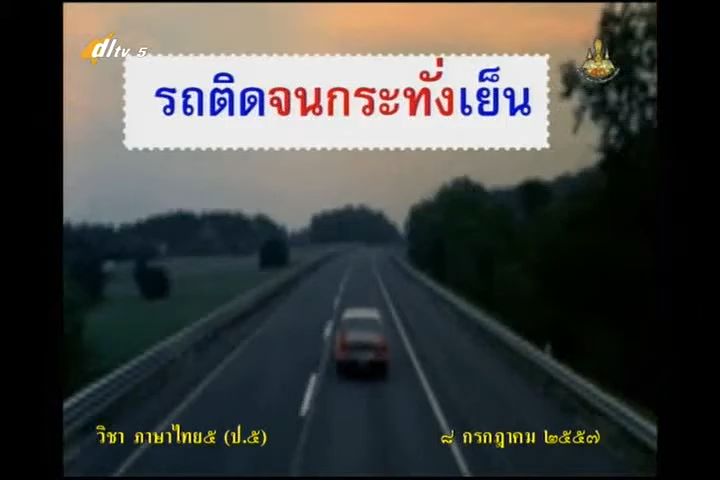 dltv 5
รถติดจนกระทั่งเย็น
วิชา ภาษาไทย๕ (ป.๕)
๘ กรกฎาคม ๒๕๕๗